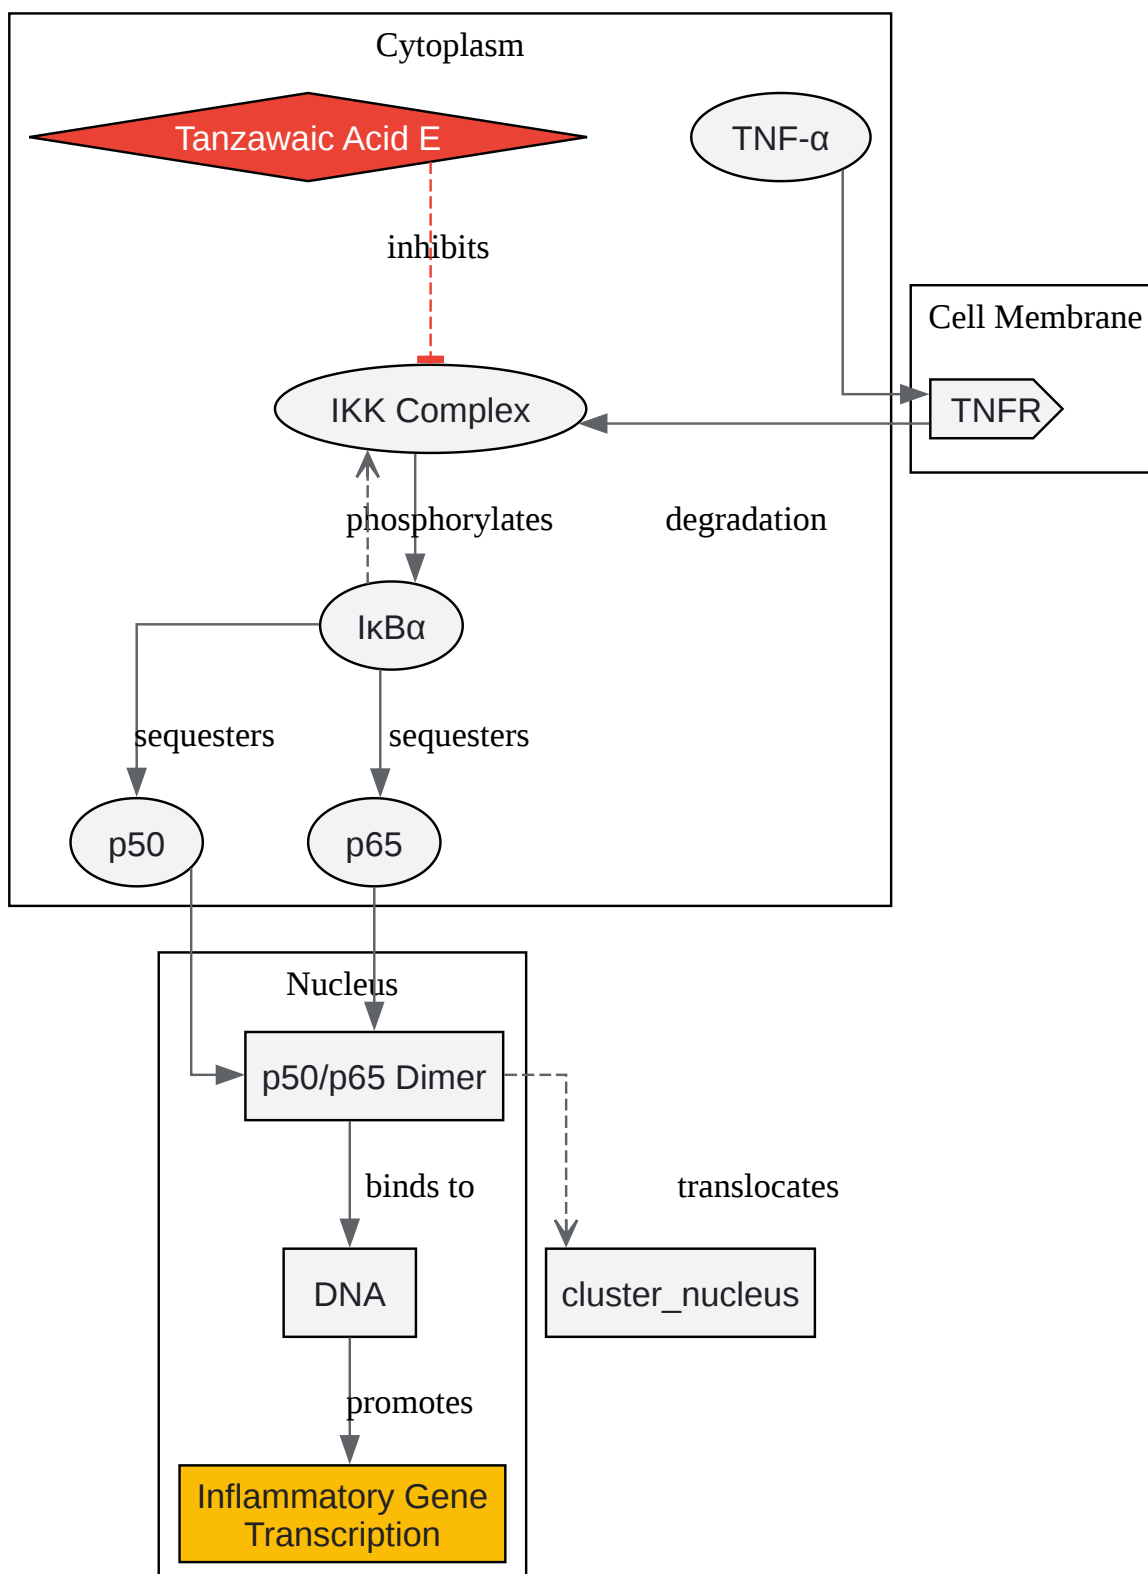 Cytoplasm
Tanzawaic Acid E
TNF-α
inhibits
Cell Membrane
IKK Complex
TNFR
phosphorylates
degradation
IκBα
sequesters
sequesters
p50
p65
Nucleus
p50/p65 Dimer
binds to
translocates
DNA
cluster_nucleus
promotes
Inflammatory Gene
Transcription